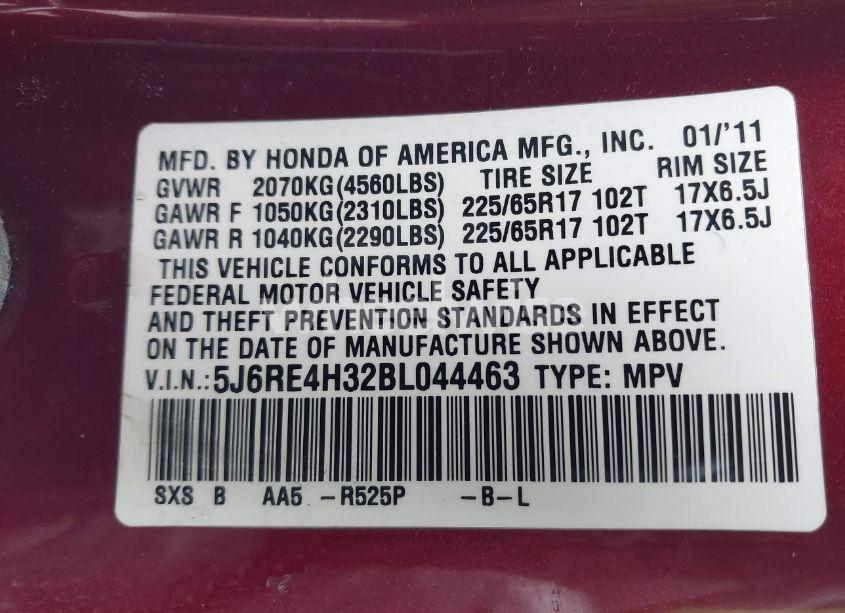 MFD. BY HONDA OF AMERICA MFG., INC. 01/'11
GVWR 2070KG(4560LBS) TIRE SIZE RIM SIZE
GAWR F 1050KG(2310LBS) 225/65R17 102T 17X6.5J
GAWR R 1040KG(2290LBS) 225/65R17 102T 17X6.5J
THIS VEHICLE CONFORMS TO ALL APPLICABLE
FEDERAL MOTOR VEHICLE SAFETY
AND THEFT PREVENTION STANDARDS IN EFFECT
ON THE DATE OF MANUFACTURE SHOWN ABOVE.
V.I.N.:5J6RE4H32BL044463 TYPE: MPV
SXS B AA5 -R525P -B-L